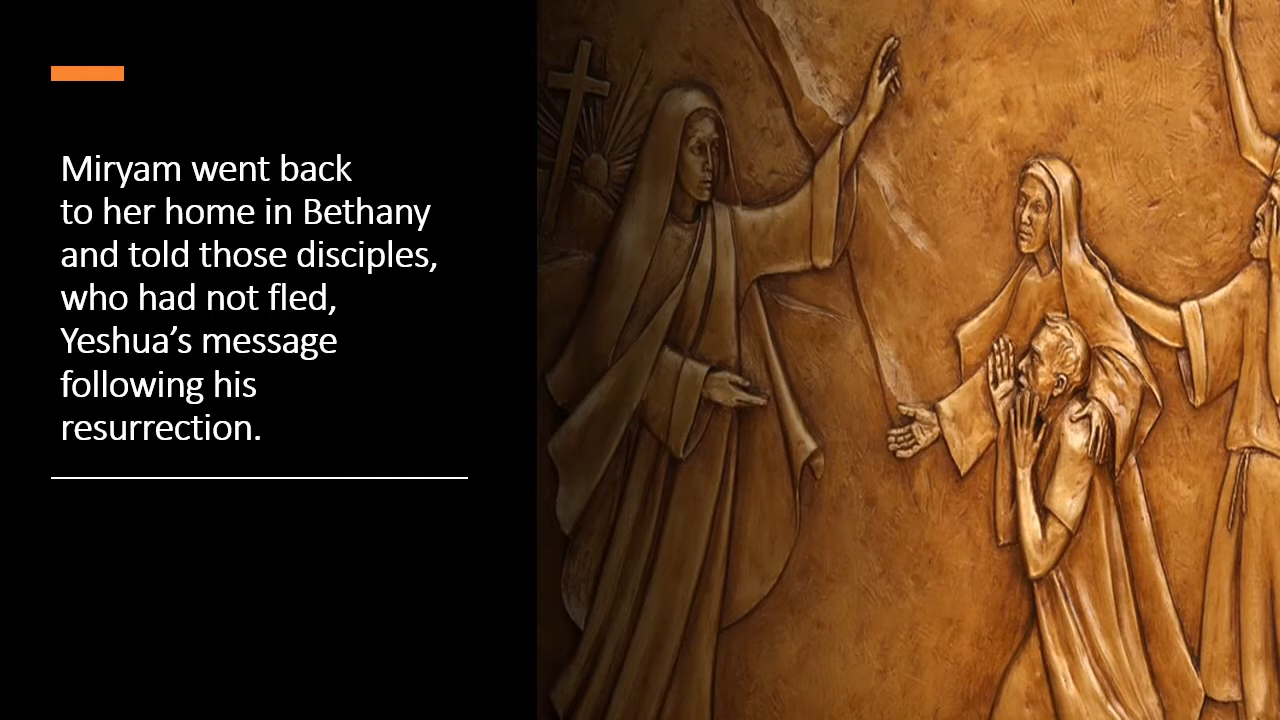 Miryam went back
to her home in Bethany
and told those disciples,
who had not fled,
Yeshua’s message
following his
resurrection.